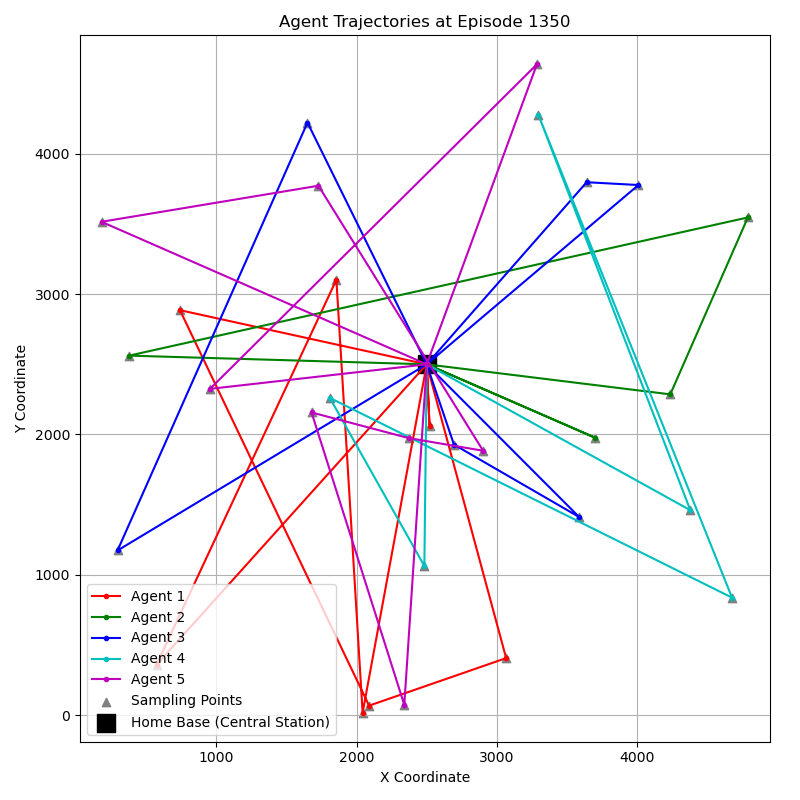 Agent Trajectories at Episode 1350
Y Coordinate
4000
3000
2000
1000
0
Agent 1
Agent 2
Agent 3
Agent 4
Agent 5
Sampling Points
Home Base (Central Station)
1000 2000 3000 4000
X Coordinate